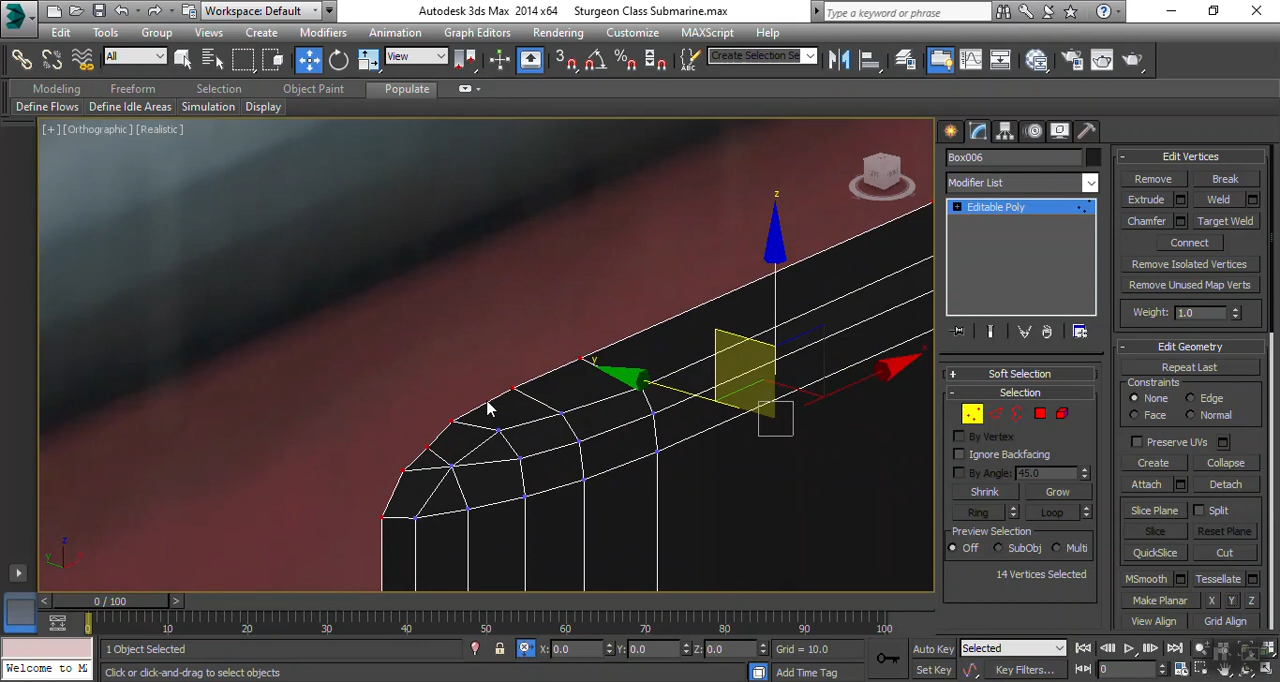 Workspace: Default
Autodesk 3ds Max 2014 x64 Sturgeon Class Submarine.max
Type a keyword or phrase
Edit Tools Group Views Create Modifiers Animation Graph Editors Rendering Customize MAXScript Help
All
View
3
Create Selection Se
Modeling Freeform Selection Object Paint Populate
Define Flows Define Idle Areas Simulation Display
[+] [Orthographic] [Realistic]
z
y
x
z
y
Box006
Modifier List
Editable Poly
Soft Selection
Selection
By Vertex
Ignore Backfacing
By Angle: 45.0
Shrink Grow
Ring Loop
Preview Selection
Off SubObj Multi
14 Vertices Selected
Edit Vertices
Remove Break
Extrude Weld
Chamfer Target Weld
Connect
Remove Isolated Vertices
Remove Unused Map Verts
Weight: 1.0
Edit Geometry
Repeat Last
Constraints
None Edge
Face Normal
Preserve UVs
Create Collapse
Attach Detach
Slice Plane Split
Slice Reset Plane
QuickSlice Cut
MSmooth Tessellate
Make Planar X Y Z
View Align Grid Align
0 / 100
0 10 20 30 40 50 60 70 80 90 100
1 Object Selected
X: 0.0 Y: 0.0 Z: 0.0 Grid = 10.0
Auto Key Selected
Welcome to M
Click or click-and-drag to select objects
Add Time Tag
Set Key Key Filters...
0